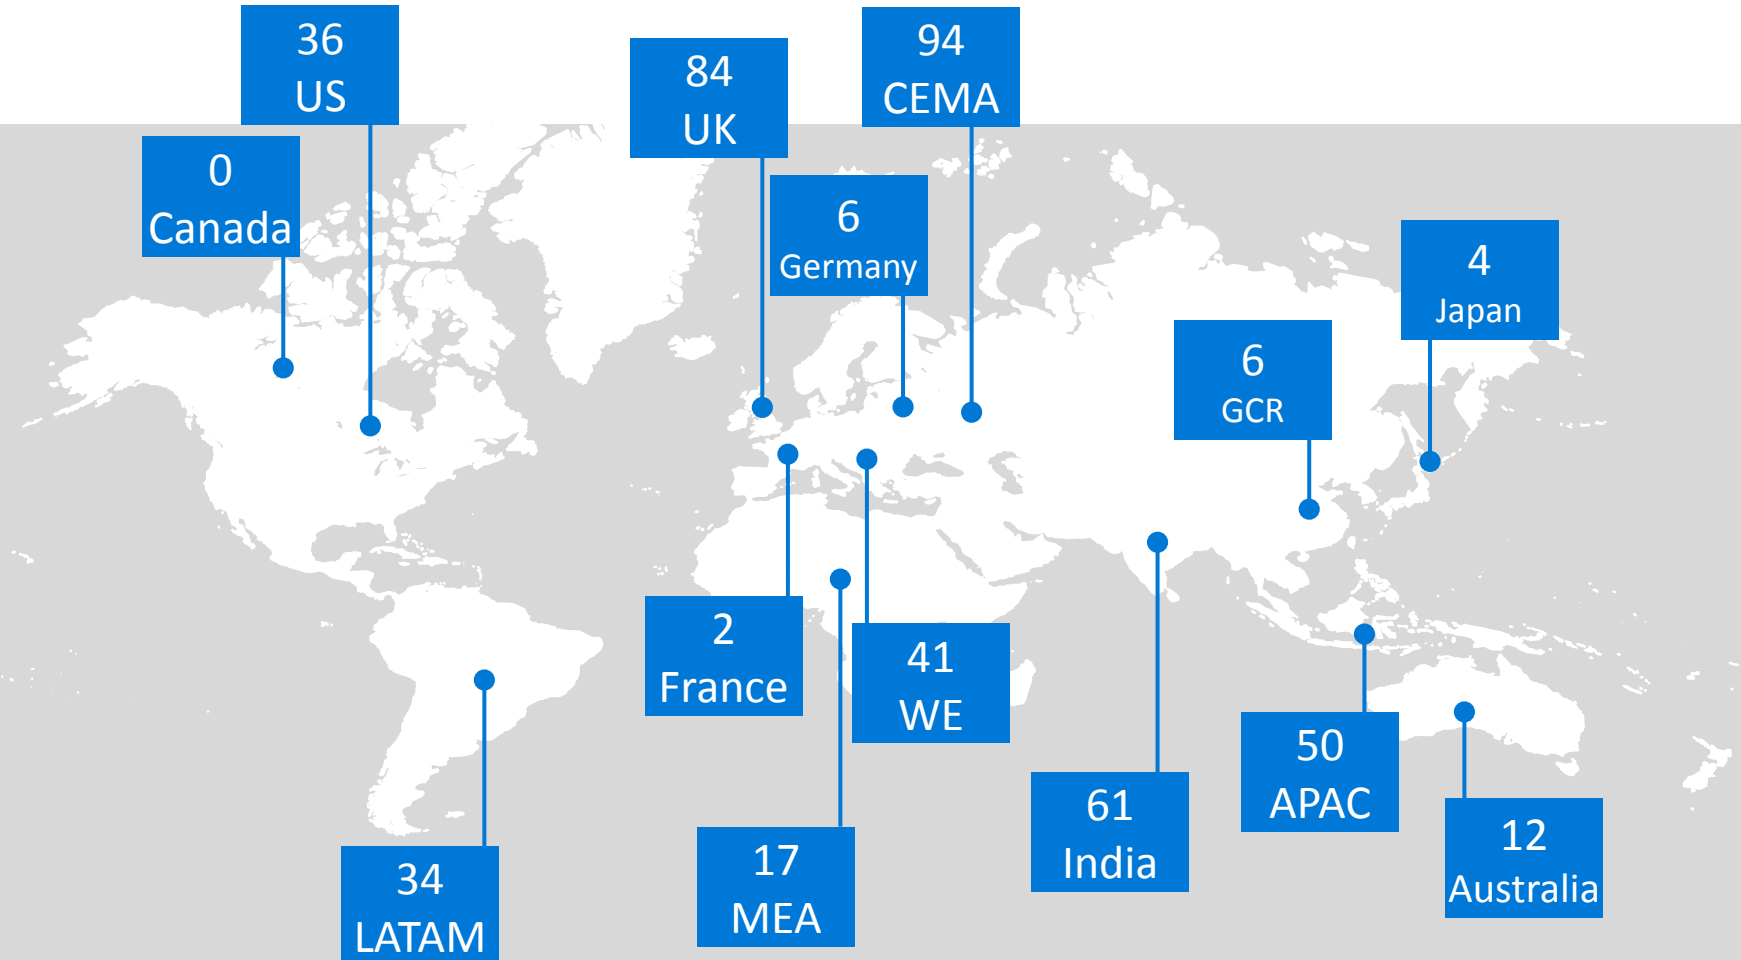 36
US
84
UK
94
CEMA
0
Canada
6
Germany
4
Japan
6
GCR
2
France
41
WE
50
APAC
61
India
12
Australia
17
MEA
34
LATAM